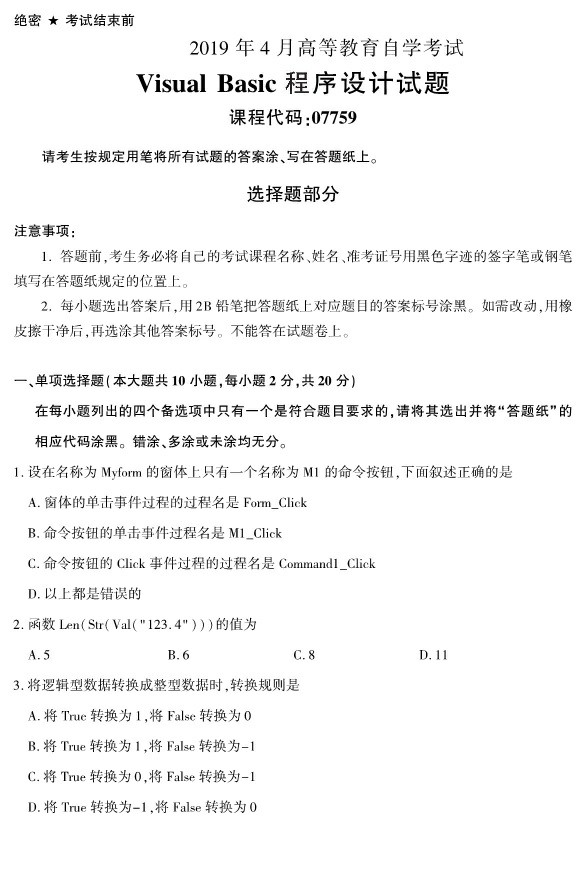 绝密 ★ 考试结束前
2019 年 4 月高等教育自学考试
Visual Basic 程序设计试题
课程代码:07759
请考生按规定用笔将所有试题的答案涂、写在答题纸上。
选择题部分
注意事项:
1. 答题前,考生务必将自己的考试课程名称、姓名、准考证号用黑色字迹的签字笔或钢笔
填写在答题纸规定的位置上。
2. 每小题选出答案后,用 2B 铅笔把答题纸上对应题目的答案标号涂黑。如需改动,用橡
皮擦干净后,再选涂其他答案标号。不能答在试题卷上。
一、单项选择题(本大题共 10 小题,每小题 2 分,共 20 分)
在每小题列出的四个备选项中只有一个是符合题目要求的,请将其选出并将“答题纸”的
相应代码涂黑。错涂、多涂或未涂均无分。
1. 设在名称为 Myform 的窗体上只有一个名称为 M1 的命令按钮,下面叙述正确的是
A. 窗体的单击事件过程的过程名是 Form_Click
B. 命令按钮的单击事件过程名是 M1_Click
C. 命令按钮的 Click 事件过程的过程名是 Command1_Click
D. 以上都是错误的
2. 函数 Len(Str(Val("123.4")))的值为
A. 5 B. 6 C. 8 D. 11
3. 将逻辑型数据转换成整型数据时,转换规则是
A. 将 True 转换为 1,将 False 转换为 0
B. 将 True 转换为 1,将 False 转换为-1
C. 将 True 转换为 0,将 False 转换为-1
D. 将 True 转换为-1,将 False 转换为 0